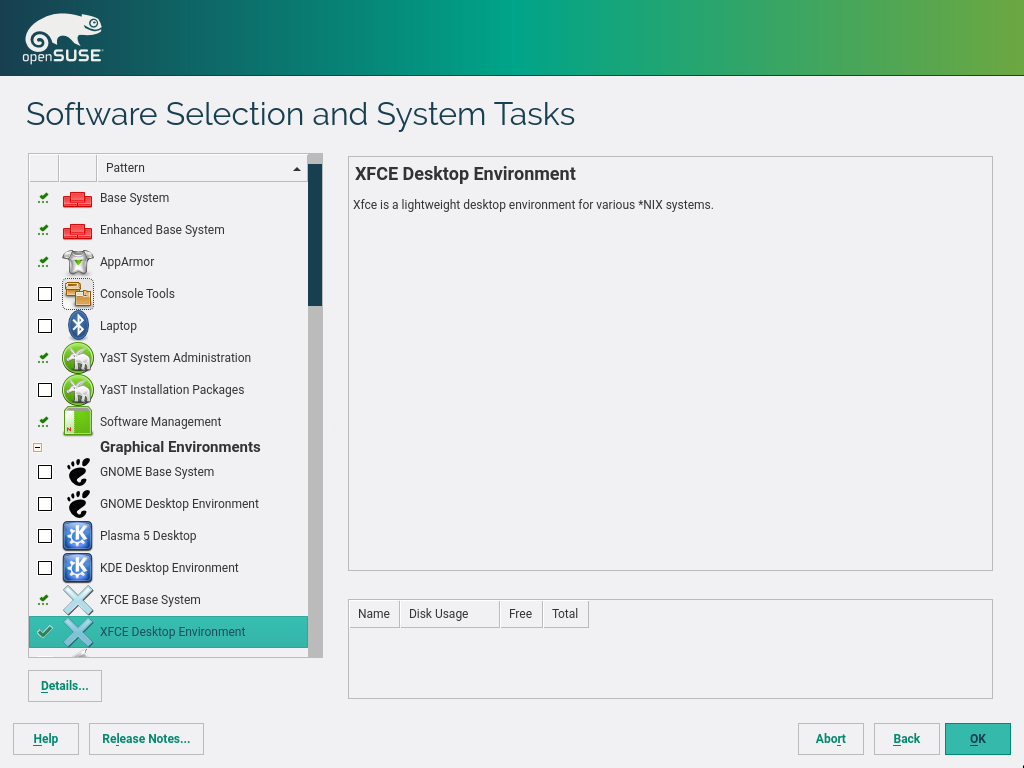 openSUSE
Software Selection and System Tasks
Pattern
Base System
Enhanced Base System
AppArmor
Console Tools
Laptop
YaST System Administration
YaST Installation Packages
Software Management
Graphical Environments
GNOME Base System
GNOME Desktop Environment
Plasma 5 Desktop
KDE Desktop Environment
XFCE Base System
XFCE Desktop Environment
Details...
XFCE Desktop Environment
Xfce is a lightweight desktop environment for various *NIX systems.
Name Disk Usage Free Total
Help Release Notes... Abort Back OK